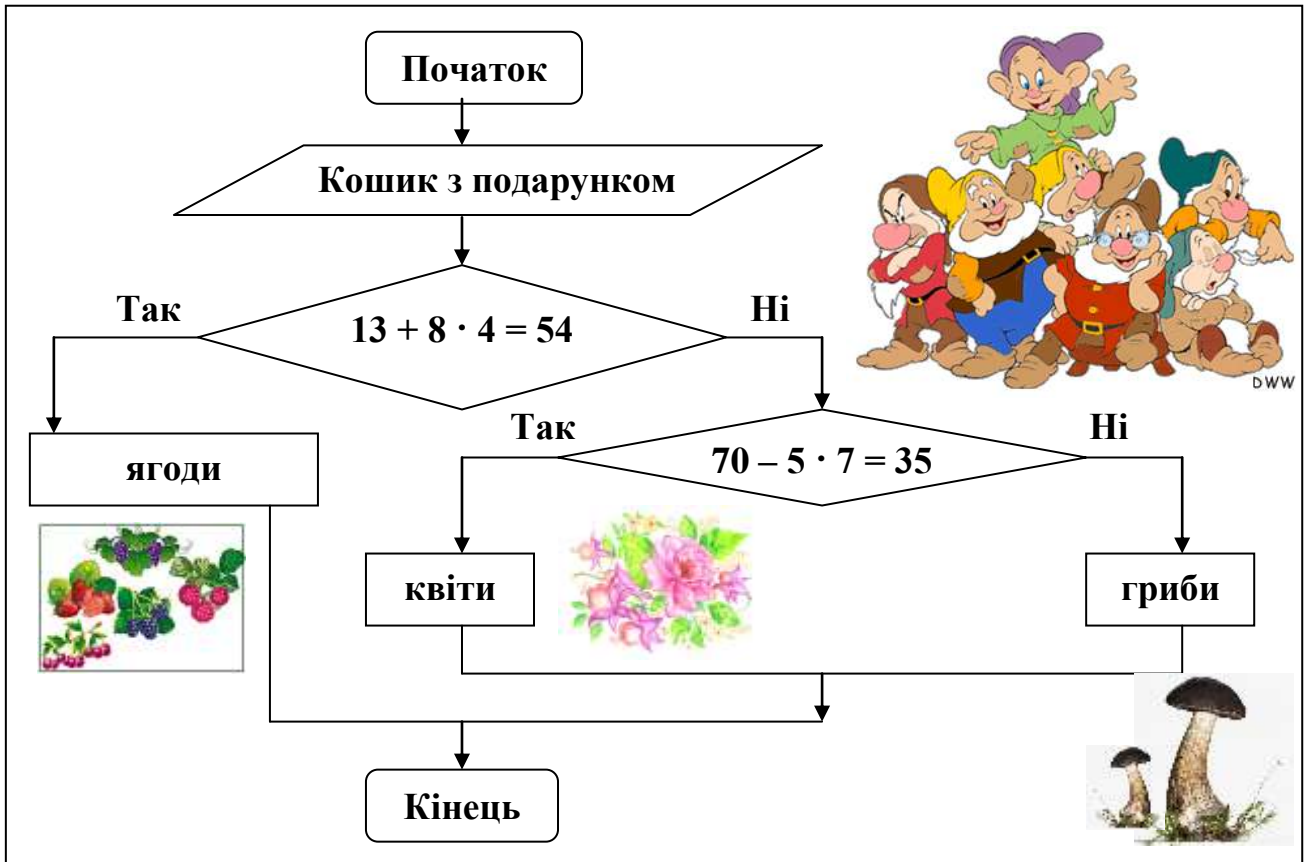 Початок
Кошик з подарунком
Так
Ні
13 + 8 · 4 = 54
DWW
Так
Ні
70 – 5 · 7 = 35
ягоди
квіти
гриби
Кінець